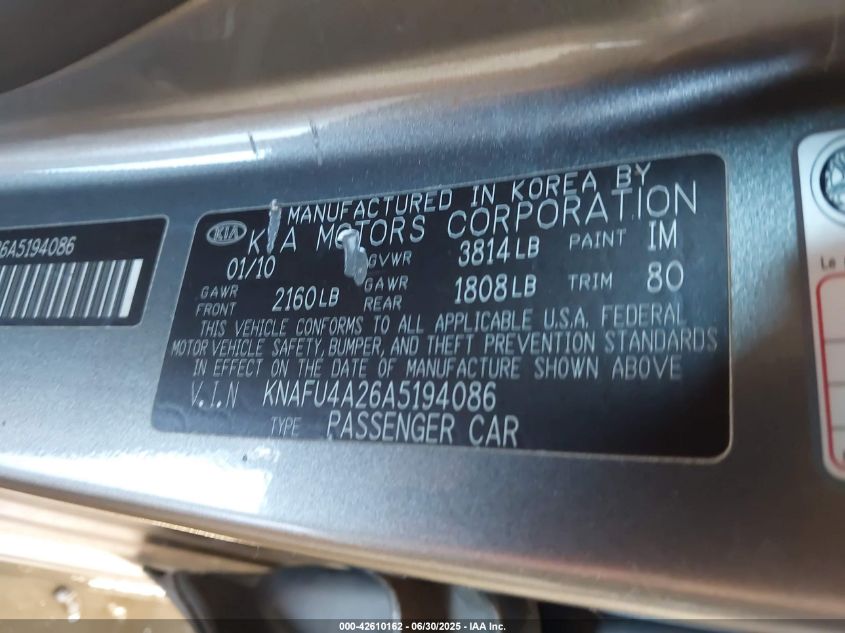 26A5194086
KIA
MANUFACTURED IN KOREA BY
KIA MOTORS CORPORATION
01/10 GVWR 3814LB PAINT IM
GAWR FRONT 2160LB GAWR REAR 1808LB TRIM 80
THIS VEHICLE CONFORMS TO ALL APPLICABLE U.S.A. FEDERAL
MOTOR VEHICLE SAFETY, BUMPER, AND THEFT PREVENTION STANDARDS
IN EFFECT ON THE DATE OF MANUFACTURE SHOWN ABOVE
V.I.N KNAFU4A26A5194086
TYPE PASSENGER CAR
Le
000-42610162 - 06/30/2025 - IAA Inc.